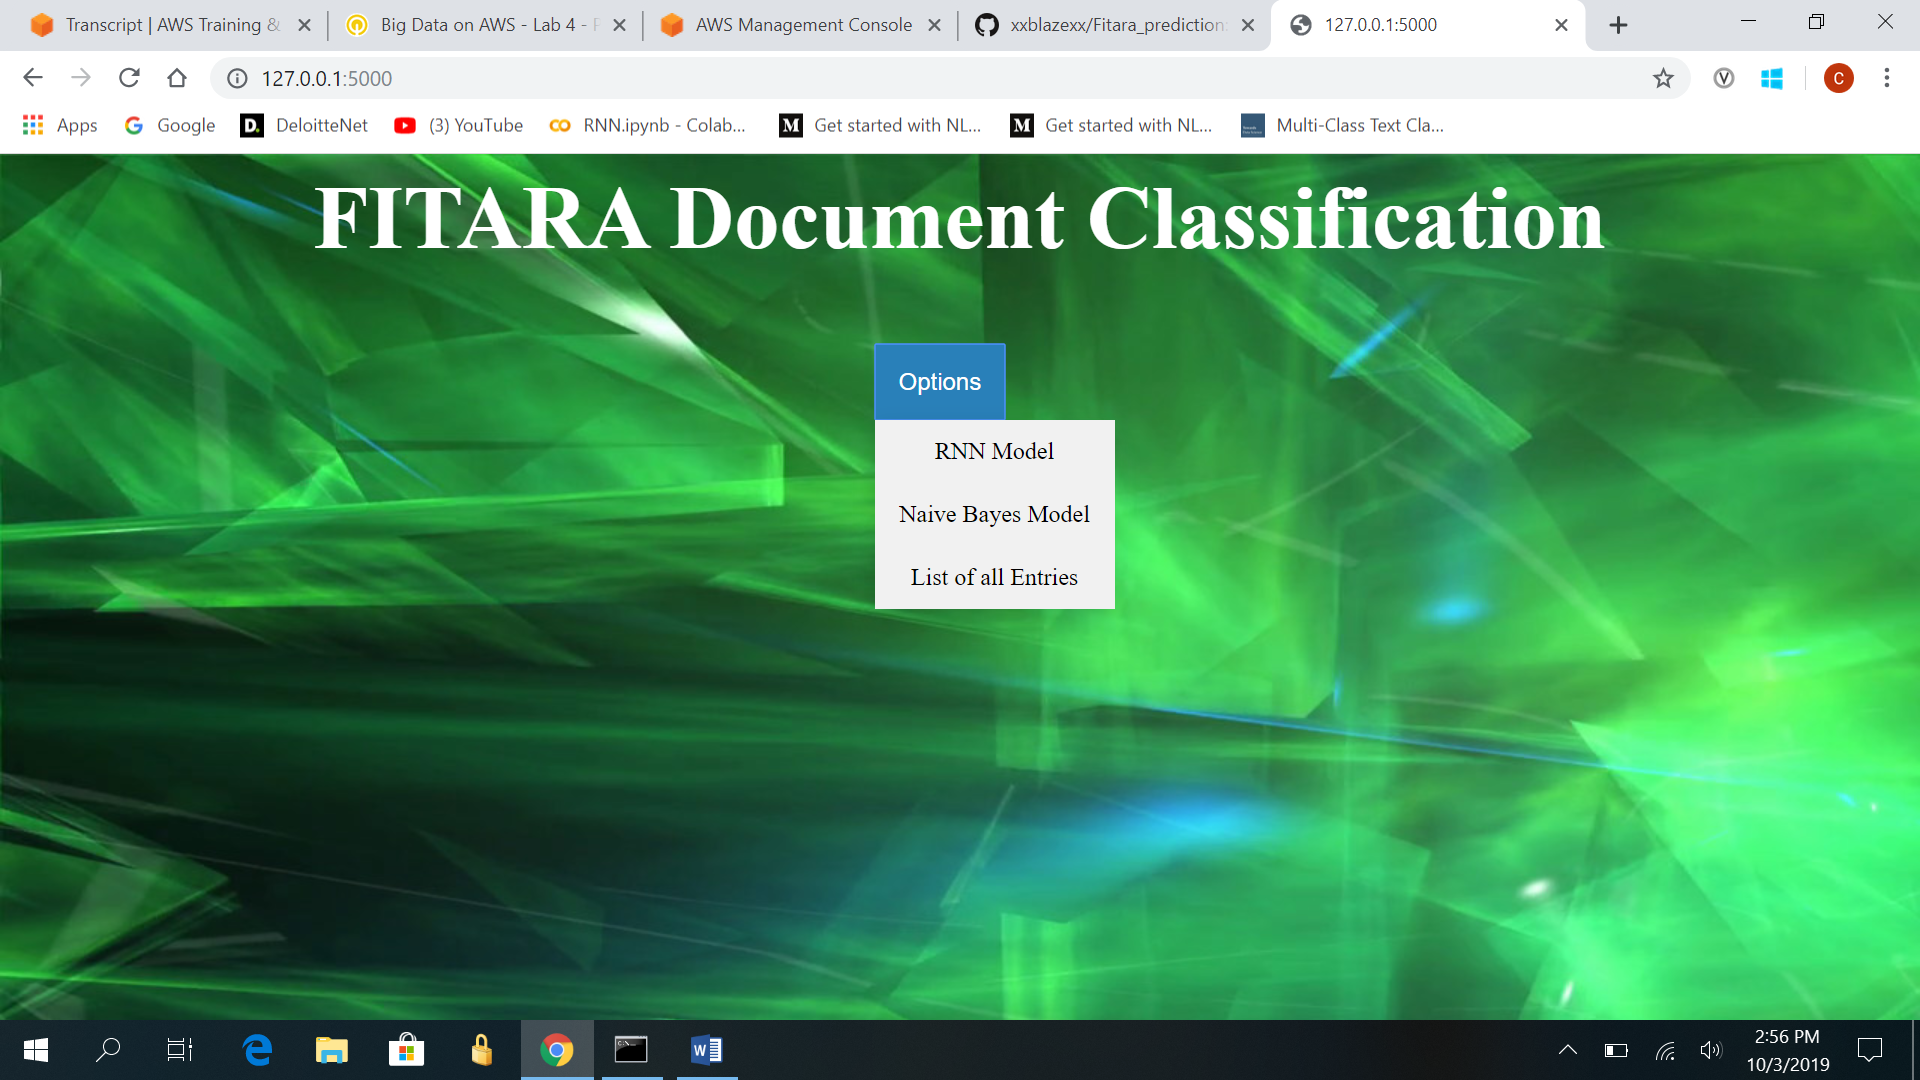 Transcript | AWS Training &
Big Data on AWS - Lab 4 -
AWS Management Console
xxblazexx/Fitara_prediction
127.0.0.1:5000
127.0.0.1:5000
C
Apps
Google
DeloitteNet
(3) YouTube
RNN.ipynb - Colab...
Get started with NL...
Get started with NL...
Multi-Class Text Cla...
FITARA Document Classification
Options
RNN Model
Naive Bayes Model
List of all Entries
2:56 PM
10/3/2019